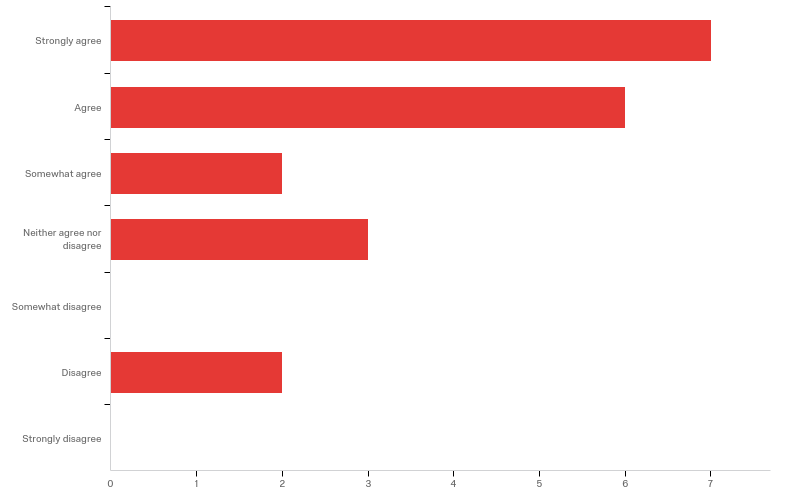 Strongly agree
Agree
Somewhat agree
Neither agree nor
disagree
Somewhat disagree
Disagree
Strongly disagree
0 1 2 3 4 5 6 7